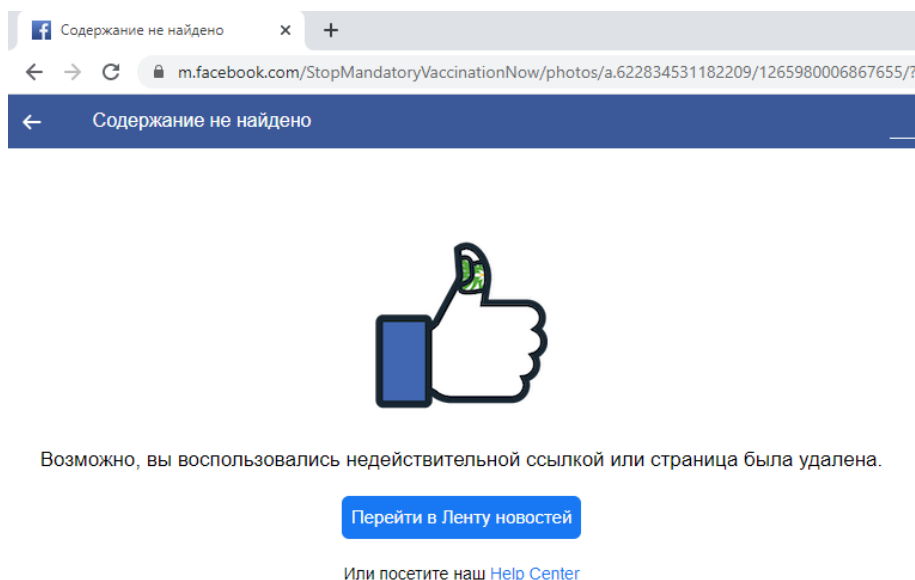 Содержание не найдено
m.facebook.com/StopMandatoryVaccinationNow/photos/a.622834531182209/1265980006867655/?
Содержание не найдено
Возможно, вы воспользовались недействительной ссылкой или страница была удалена.
Перейти в Ленту новостей
Или посетите наш Help Center